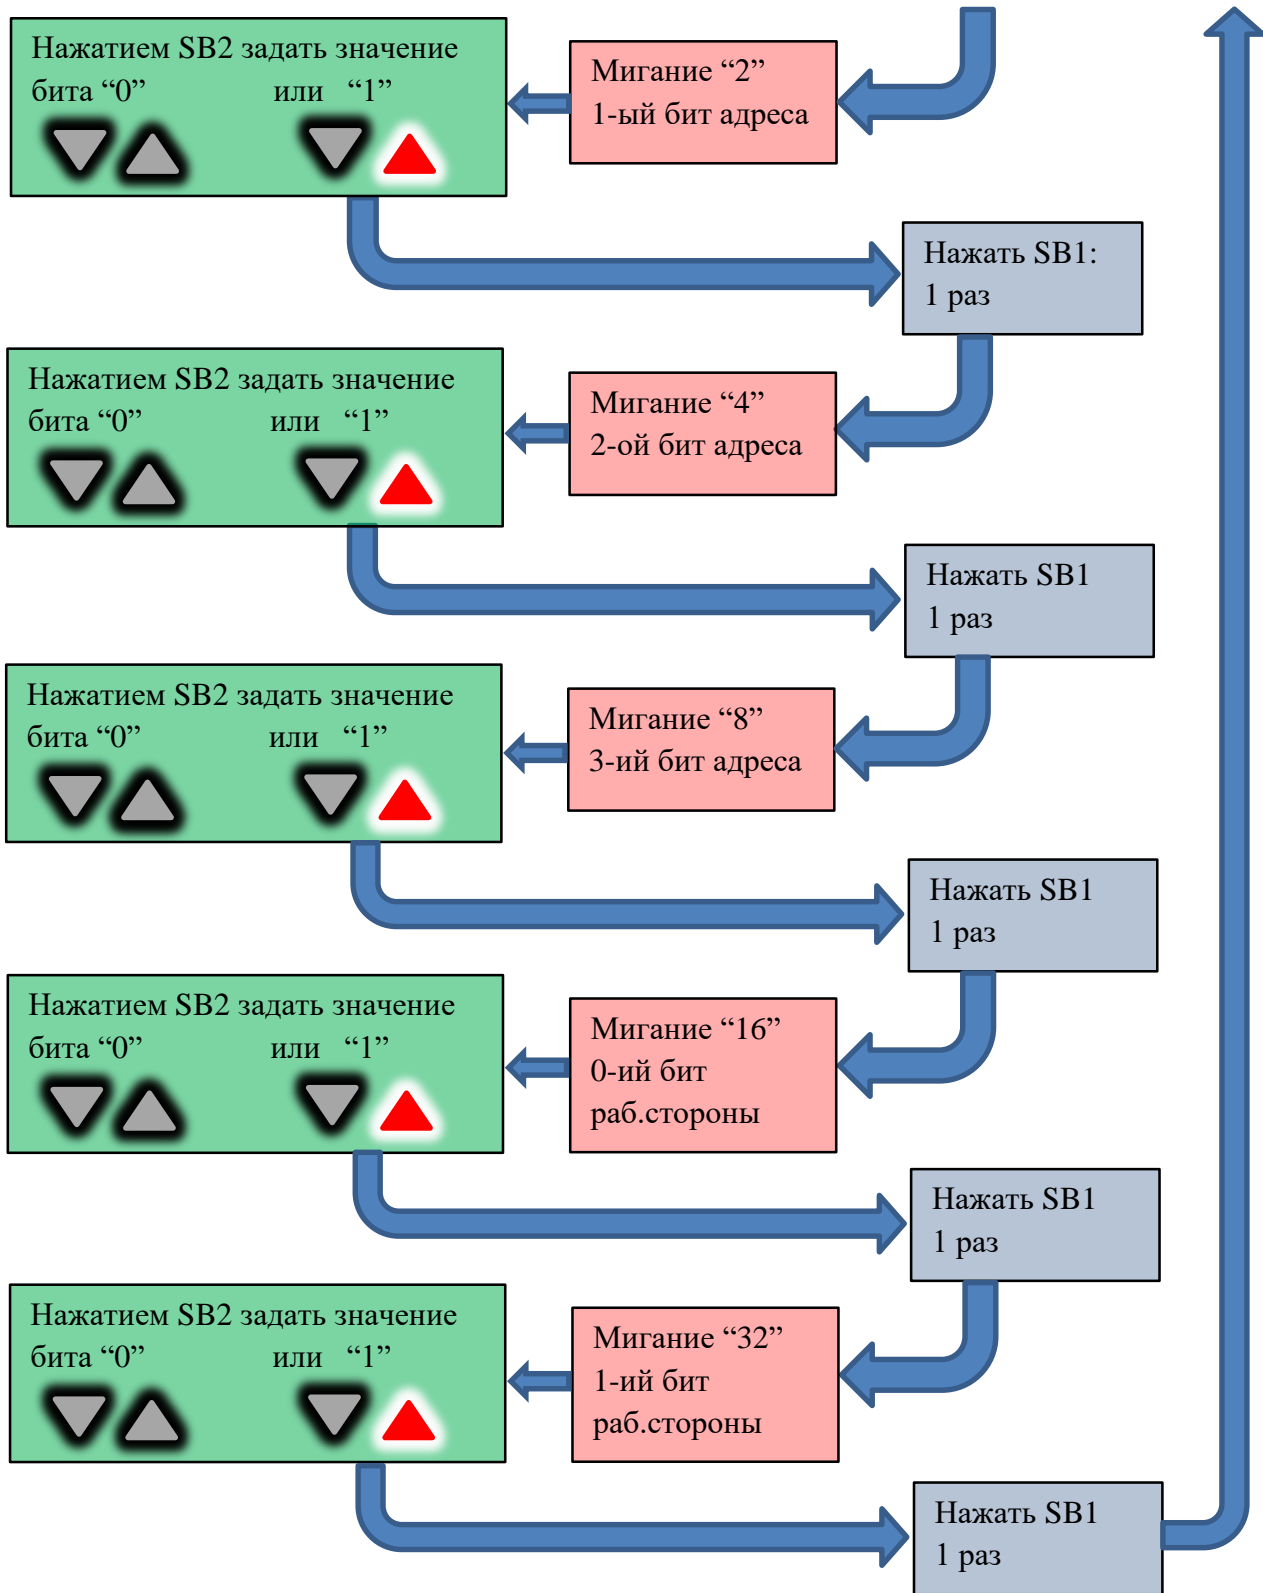 Нажатием SB2 задать значение
бита “0” или “1”
Мигание “2”
1-ый бит адреса
Нажать SB1:
1 раз
Нажатием SB2 задать значение
бита “0” или “1”
Мигание “4”
2-ой бит адреса
Нажать SB1
1 раз
Нажатием SB2 задать значение
бита “0” или “1”
Мигание “8”
3-ий бит адреса
Нажать SB1
1 раз
Нажатием SB2 задать значение
бита “0” или “1”
Мигание “16”
0-ий бит
раб.стороны
Нажать SB1
1 раз
Нажатием SB2 задать значение
бита “0” или “1”
Мигание “32”
1-ий бит
раб.стороны
Нажать SB1
1 раз